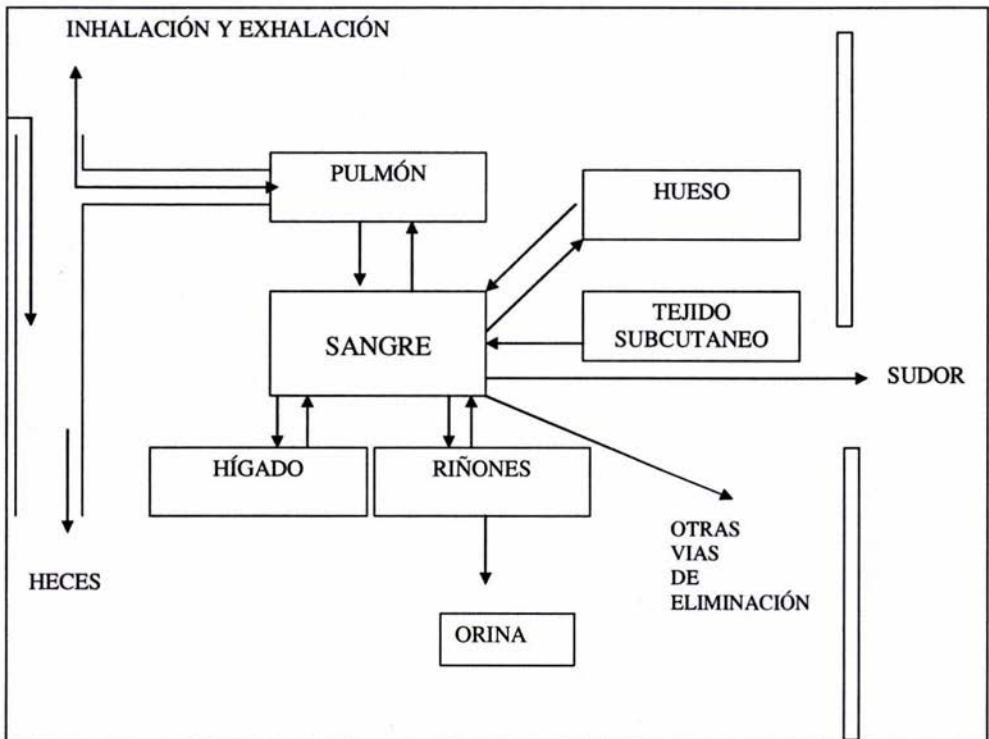 INHALACIÓN Y EXHALACIÓN
PULMÓN
HUESO
TEJIDO
SUBCUTANEO
SANGRE
SUDOR
HÍGADO
RIÑONES
OTRAS
VIAS
DE
ELIMINACIÓN
HECES
ORINA